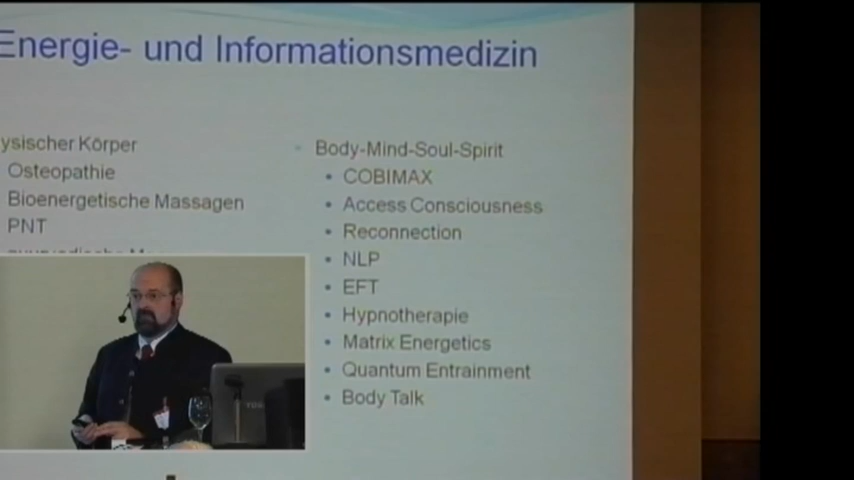 Energie- und Informationsmedizin
ysischer Körper
Osteopathie
Bioenergetische Massagen
PNT
Body-Mind-Soul-Spirit
• COBIMAX
• Access Consciousness
• Reconnection
• NLP
• EFT
• Hypnotherapie
• Matrix Energetics
• Quantum Entrainment
• Body Talk